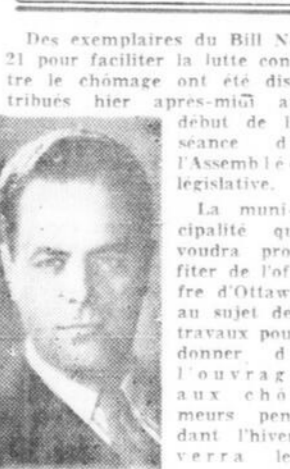 Des exemplaires du Bill N
21 pour faciliter la lutte con
tre le chômage ont été dis
tribués hier après-midi a
début de l
séance d
l'Assemblé
législative.
La muni-
cipalité qu
voudra pro
fiter de l'of
fre d'Ottaw
au sujet de
travaux pou
donner d
l'ouvrag
aux chô
meurs pen
dant l'hiver
verra le